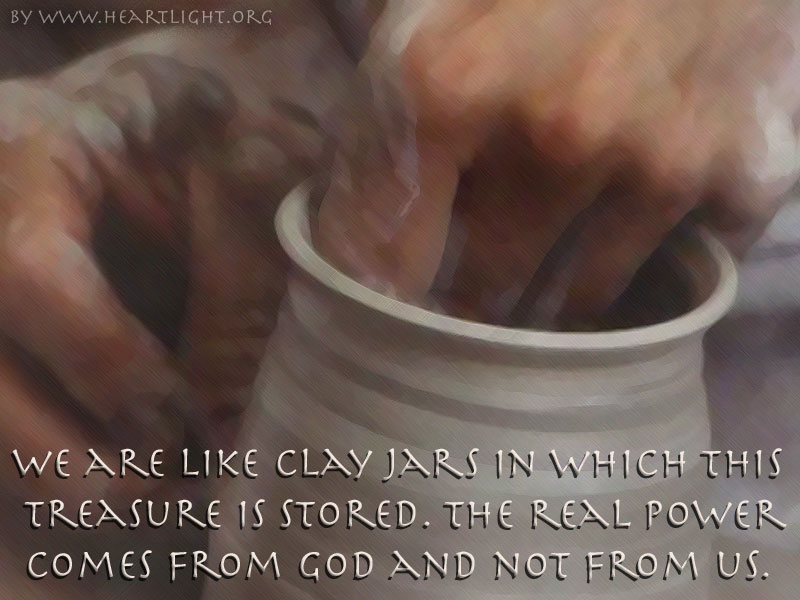 BY WWW.HEARTLIGHT.ORG
WE ARE LIKE CLAY JARS IN WHICH THIS
TREASURE IS STORED. THE REAL POWER
COMES FROM GOD AND NOT FROM US.